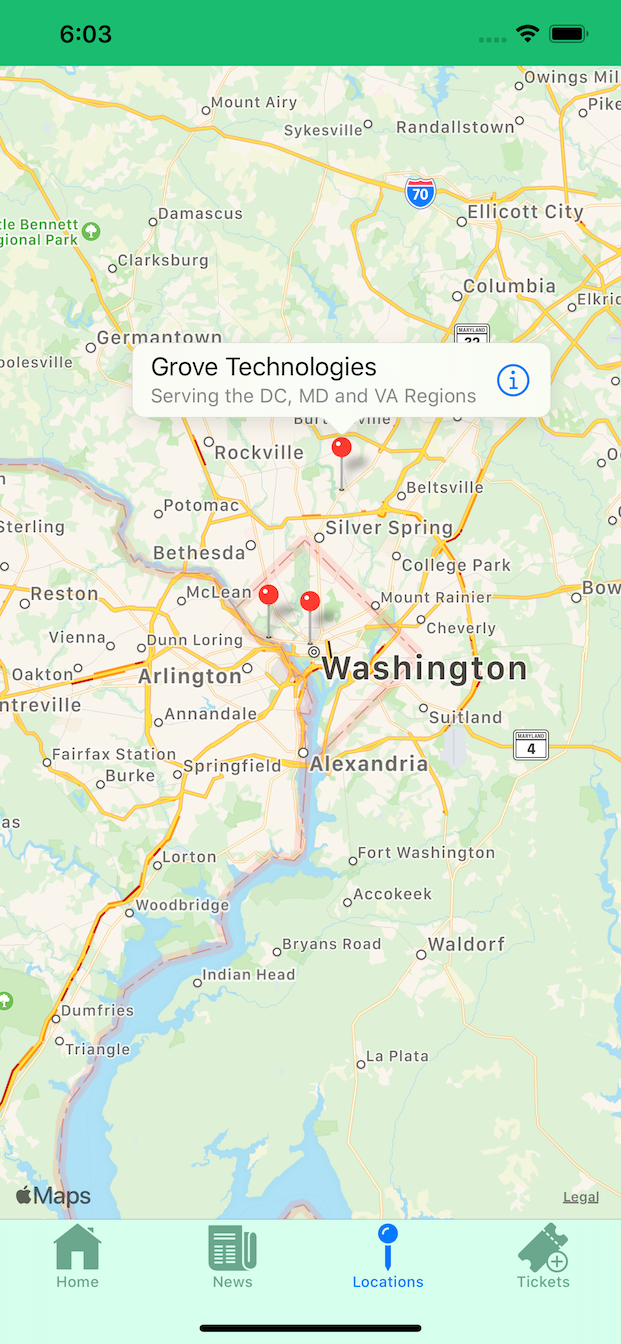 6:03
Owings Mil
Mount Airy
Pike
Sykesville
Randallstown
70
Damascus
Ellicott City
tle Bennett
gional Park
Clarksburg
Columbia
Elkrid
MARYLAND
32
Germantown
oolesville
Grove Technologies
Serving the DC, MD and VA Regions
Rockville
Beltsville
Potomac
Sterling
Silver Spring
Bethesda
College Park
McLean
Reston
Mount Rainier
Bow
Vienna
Dunn Loring
Cheverly
Oakton
Arlington
Washington
ntreville
Annandale
Suitland
MARYLAND
4
Fairfax Station
Burke
Springfield
Alexandria
as
Lorton
Fort Washington
Accokeek
Woodbridge
Bryans Road
Waldorf
Indian Head
Dumfries
Triangle
La Plata
Maps
Legal
Home
News
Locations
Tickets